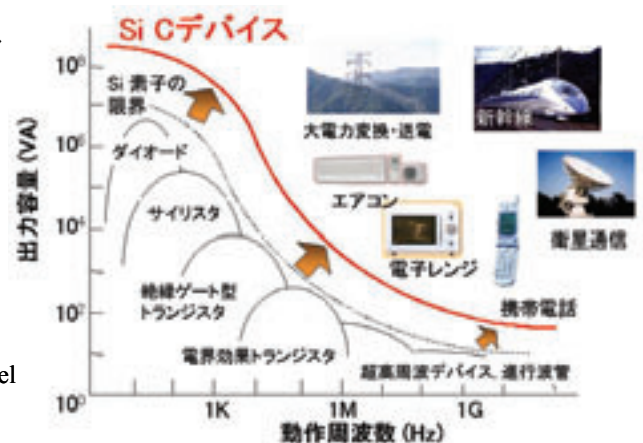 Si Cデバイス
10⁸
10⁶
10⁴
10²
10⁰
出力容量 (VA)
Si 素子の
限界
ダイオード
サイリスタ
絶縁ゲート型
トランジスタ
電界効果トランジスタ
超高周波デバイス、進行波管
大電力変換・送電
新幹線
エアコン
電子レンジ
衛星通信
携帯電話
1K
1M
1G
動作周波数 (Hz)
el